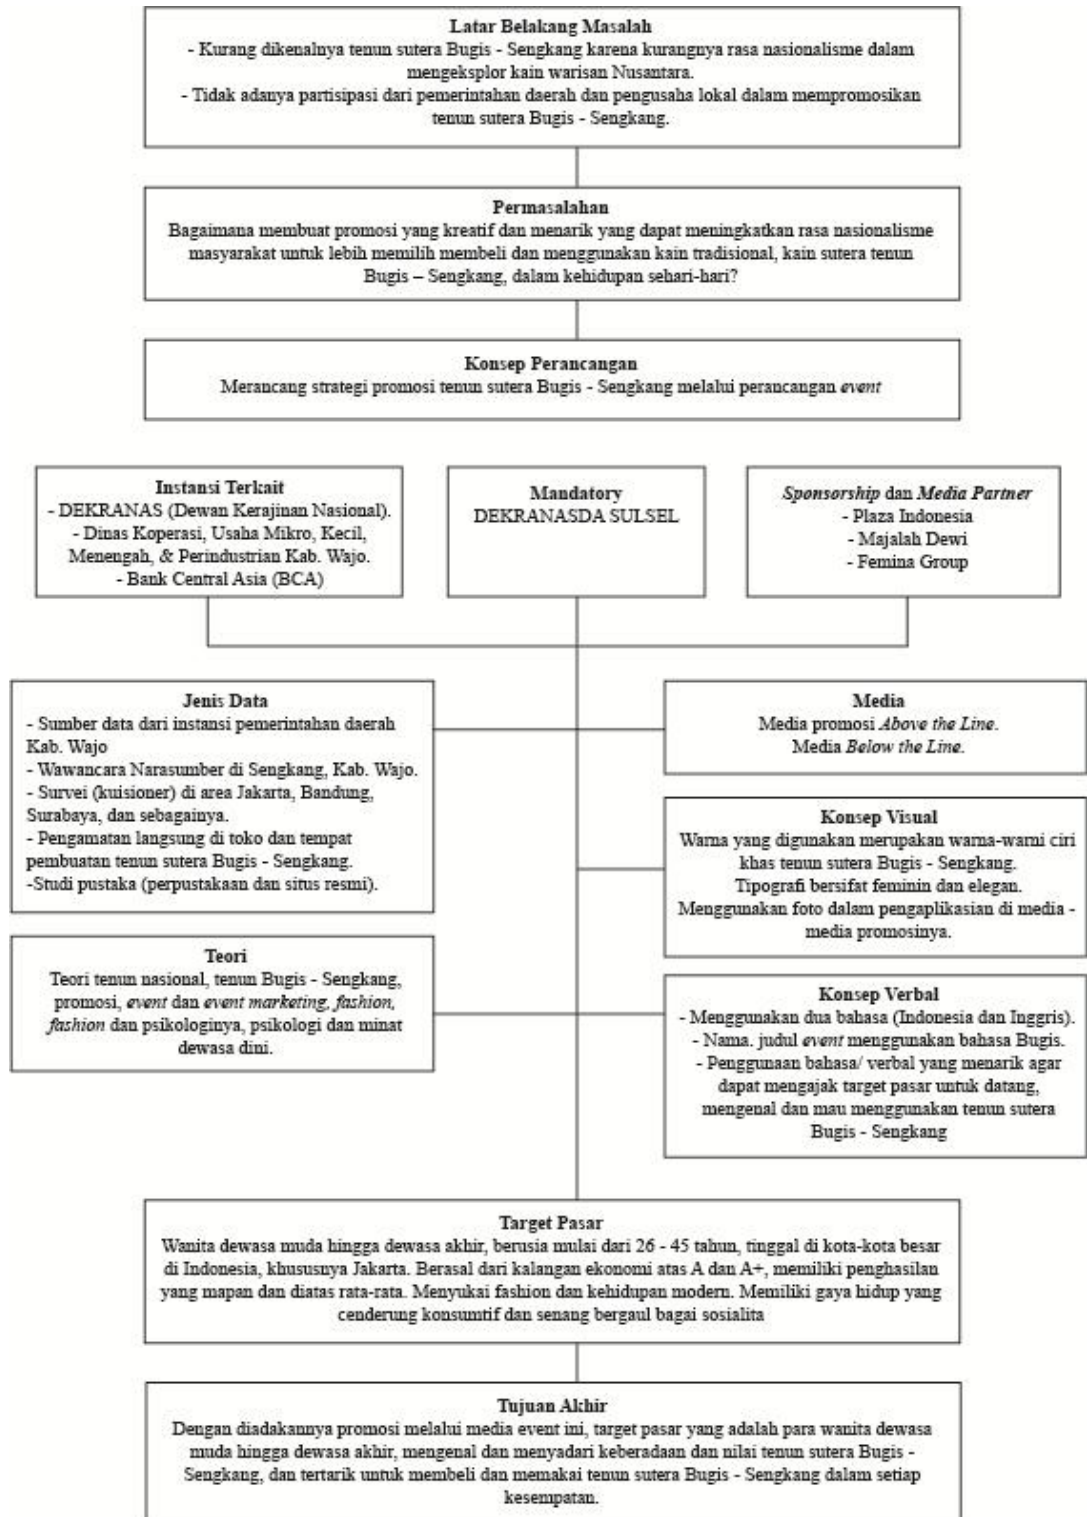 Latar Belakang Masalah
- Kurang dikenalnya tenun sutera Bugis - Sengkang karena kurangnya rasa nasionalisme dalam
mengeksplor kain warisan Nusantara.
- Tidak adanya partisipasi dari pemerintahan daerah dan pengusaha lokal dalam mempromosikan
tenun sutera Bugis - Sengkang.
Permasalahan
Bagaimana membuat promosi yang kreatif dan menarik yang dapat meningkatkan rasa nasionalisme
masyarakat untuk lebih memilih membeli dan menggunakan kain tradisional, kain sutera tenun
Bugis – Sengkang, dalam kehidupan sehari-hari?
Konsep Perancangan
Merancang strategi promosi tenun sutera Bugis - Sengkang melalui perancangan event
Instansi Terkait
- DEKRANAS (Dewan Kerajinan Nasional).
- Dinas Koperasi, Usaha Mikro, Kecil,
Menengah, & Perindustrian Kab. Wajo.
- Bank Central Asia (BCA)
Mandatory
DEKRANASDA SULSEL
Sponsorship dan Media Partner
- Plaza Indonesia
- Majalah Dewi
- Femina Group
Jenis Data
- Sumber data dari instansi pemerintahan daerah
Kab. Wajo
- Wawancara Narasumber di Sengkang, Kab. Wajo.
- Survei (kuisioner) di area Jakarta, Bandung,
Surabaya, dan sebagainya.
- Pengamatan langsung di toko dan tempat
pembuatan tenun sutera Bugis - Sengkang.
-Studi pustaka (perpustakaan dan situs resmi).
Media
Media promosi Above the Line.
Media Below the Line.
Konsep Visual
Warna yang digunakan merupakan warna-warni ciri
khas tenun sutera Bugis - Sengkang.
Tipografi bersifat feminin dan elegan.
Menggunakan foto dalam pengaplikasian di media -
media promosinya.
Teori
Teori tenun nasional, tenun Bugis - Sengkang,
promosi, event dan event marketing, fashion,
fashion dan psikologinya, psikologi dan minat
dewasa dini.
Konsep Verbal
- Menggunakan dua bahasa (Indonesia dan Inggris).
- Nama. judul event menggunakan bahasa Bugis.
- Penggunaan bahasa/ verbal yang menarik agar
dapat mengajak target pasar untuk datang,
mengenal dan mau menggunakan tenun sutera
Bugis - Sengkang
Target Pasar
Wanita dewasa muda hingga dewasa akhir, berusia mulai dari 26 - 45 tahun, tinggal di kota-kota besar
di Indonesia, khususnya Jakarta. Berasal dari kalangan ekonomi atas A dan A+, memiliki penghasilan
yang mapan dan diatas rata-rata. Menyukai fashion dan kehidupan modern. Memiliki gaya hidup yang
cenderung konsumtif dan senang bergaul bagai sosialita
Tujuan Akhir
Dengan diadakannya promosi melalui media event ini, target pasar yang adalah para wanita dewasa
muda hingga dewasa akhir, mengenal dan menyadari keberadaan dan nilai tenun sutera Bugis -
Sengkang, dan tertarik untuk membeli dan memakai tenun sutera Bugis - Sengkang dalam setiap
kesempatan.